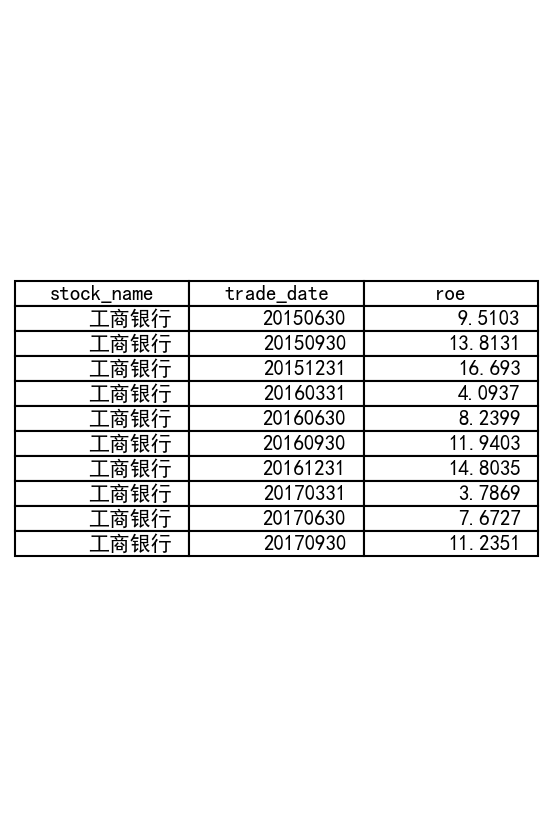 stock_name trade_date roe
工商银行 20150630 9.5103
工商银行 20150930 13.8131
工商银行 20151231 16.693
工商银行 20160331 4.0937
工商银行 20160630 8.2399
工商银行 20160930 11.9403
工商银行 20161231 14.8035
工商银行 20170331 3.7869
工商银行 20170630 7.6727
工商银行 20170930 11.2351